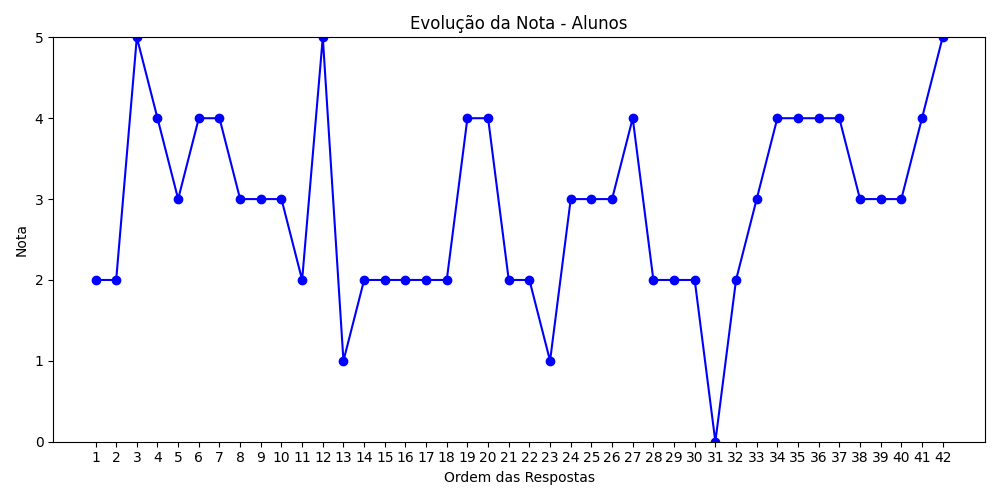 Evolução da Nota - Alunos
5
4
3
2
1
0
Nota
1 2 3 4 5 6 7 8 9 10 11 12 13 14 15 16 17 18 19 20 21 22 23 24 25 26 27 28 29 30 31 32 33 34 35 36 37 38 39 40 41 42
Ordem das Respostas